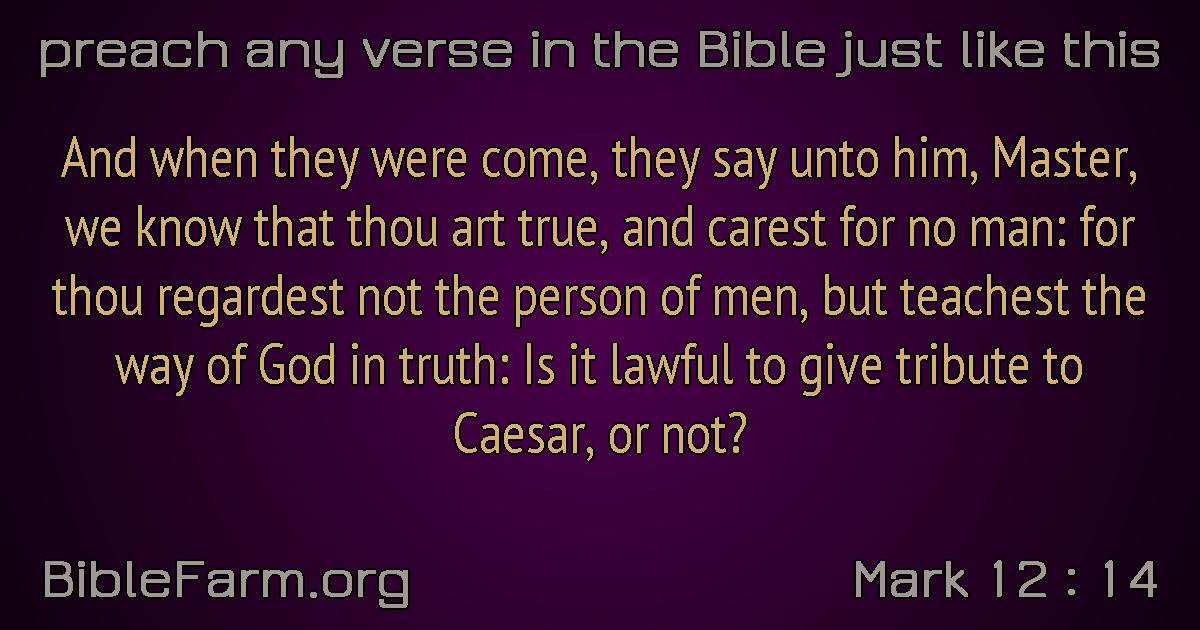 preach any verse in the Bible just like this
And when they were come, they say unto him, Master,
we know that thou art true, and carest for no man: for
thou regardest not the person of men, but teachest the
way of God in truth: Is it lawful to give tribute to
Caesar, or not?
BibleFarm.org
Mark 12 : 14